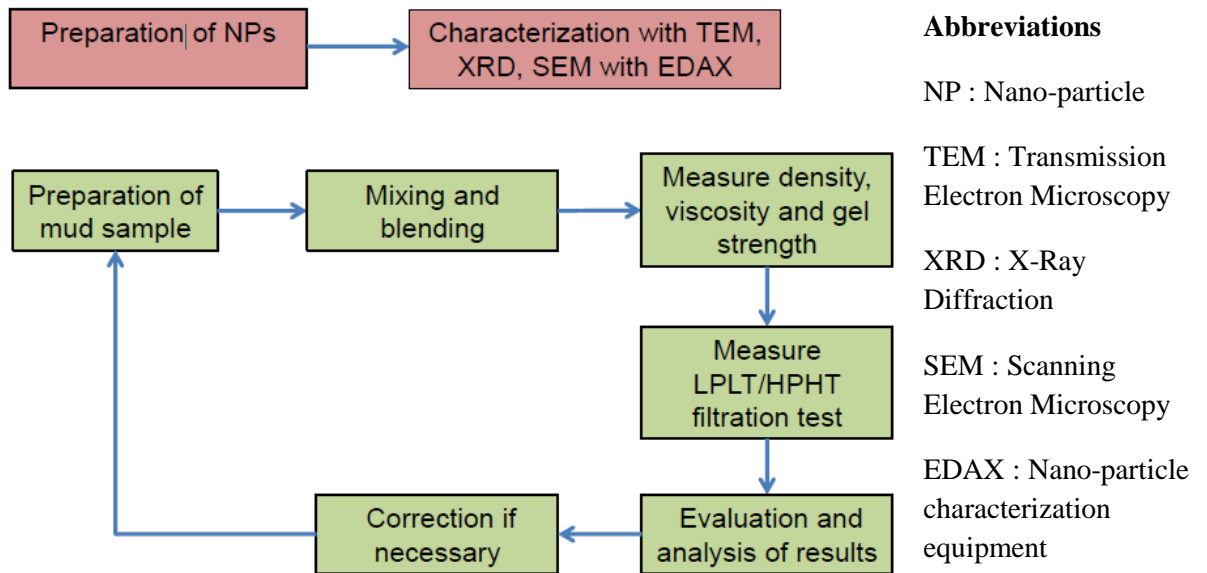 Preparation of NPs
Characterization with TEM,
XRD, SEM with EDAX
Preparation of
mud sample
Mixing and
blending
Measure density,
viscosity and gel
strength
Measure
LPLT/HPHT
filtration test
Correction if
necessary
Evaluation and
analysis of results
Abbreviations
NP : Nano-particle
TEM : Transmission
Electron Microscopy
XRD : X-Ray
Diffraction
SEM : Scanning
Electron Microscopy
EDAX : Nano-particle
characterization
equipment